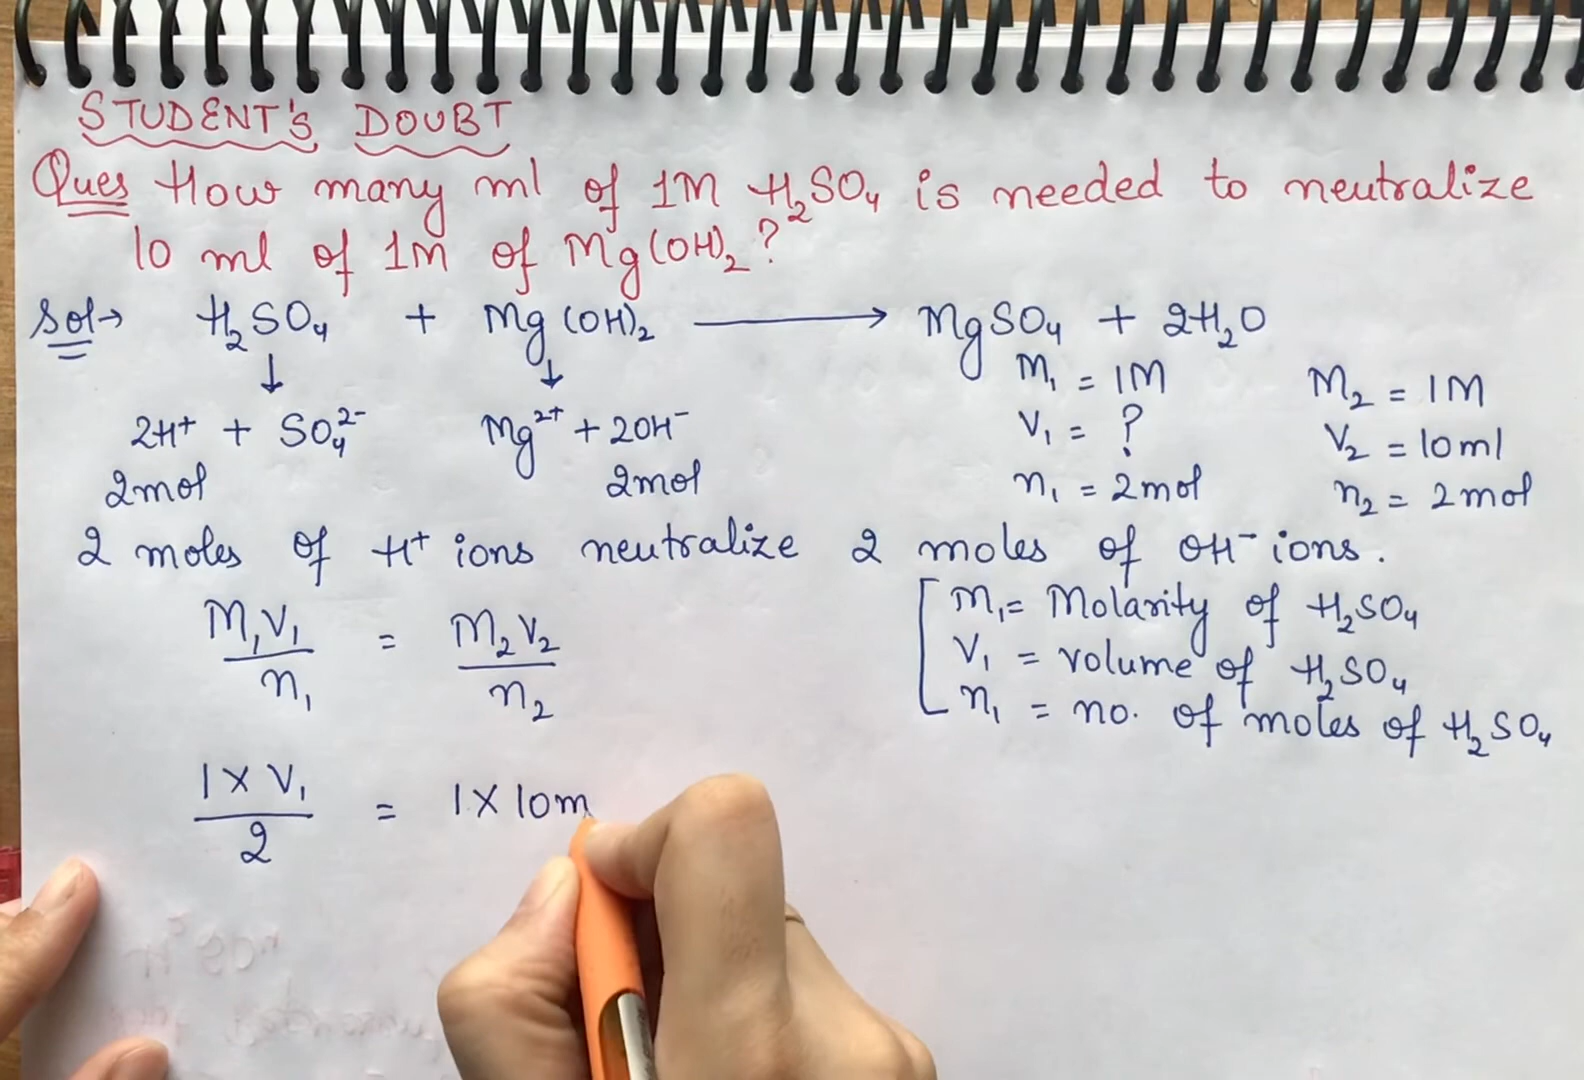 STUDENT'S DOUBT
Ques How many ml of 1M H₂SO₄ is needed to neutralize
10 ml of 1M of Mg(OH)₂?
Sol→ H₂SO₄ + Mg(OH)₂ ⟶ MgSO₄ + 2H₂O
↓ ↓
2H⁺ + SO₄²⁻ Mg²⁺ + 2OH⁻
2mol 2mol
M₁ = 1M
V₁ = ?
n₁ = 2mol
M₂ = 1M
V₂ = 10ml
n₂ = 2mol
2 moles of H⁺ ions neutralize 2 moles of OH⁻ ions.
M₁V₁/n₁ = M₂V₂/n₂
[M₁ = Molarity of H₂SO₄
V₁ = volume of H₂SO₄
n₁ = no. of moles of H₂SO₄
1 × V₁/2 = 1 × 10m